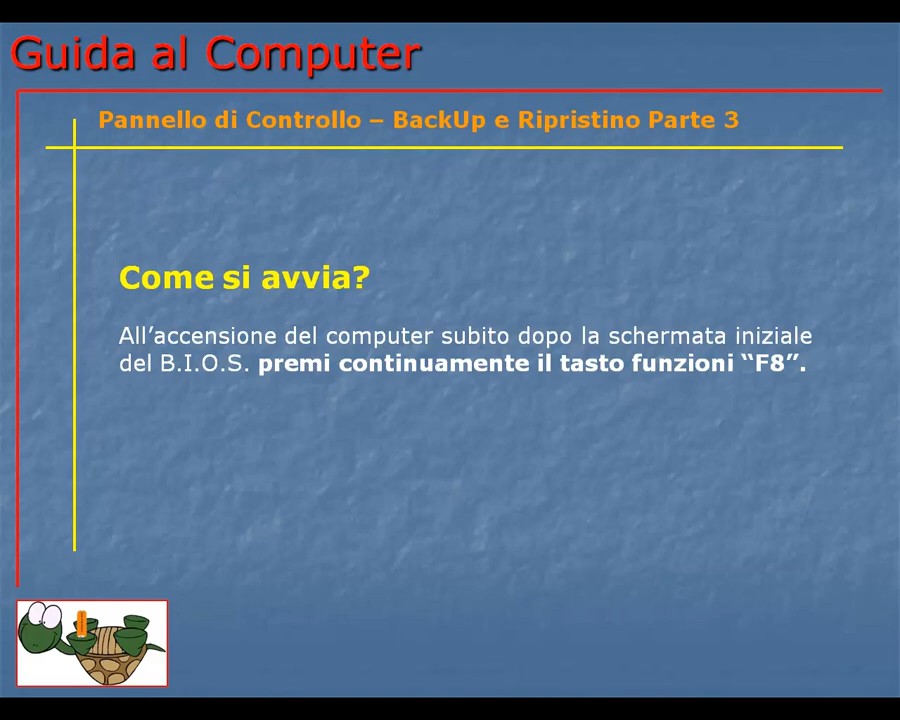 Guida al Computer
Pannello di Controllo – BackUp e Ripristino Parte 3
Come si avvia?
All’accensione del computer subito dopo la schermata iniziale
del B.I.O.S. premi continuamente il tasto funzioni “F8”.